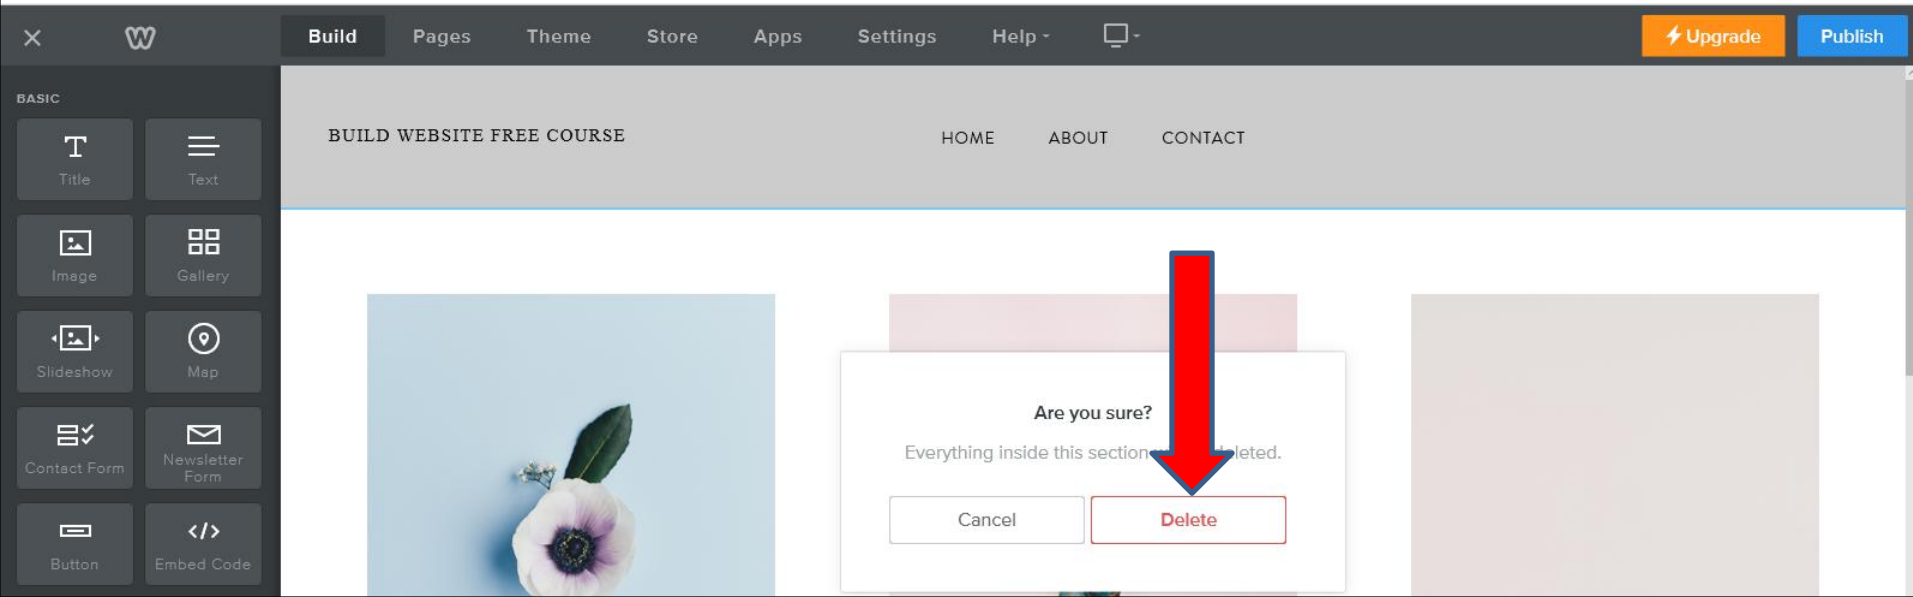 Build Pages Theme Store Apps Settings Help Upgrade Publish
BASIC
Title Text
Image Gallery
Slideshow Map
Contact Form Newsletter Form
Button Embed Code
BUILD WEBSITE FREE COURSE HOME ABOUT CONTACT
Are you sure?
Everything inside this section
Cancel Delete